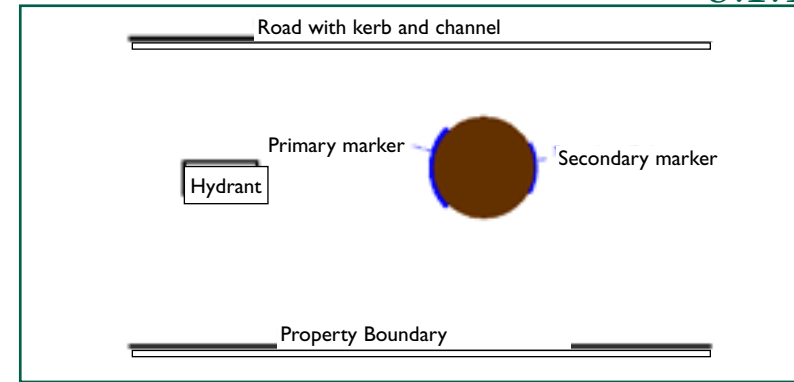 Road with kerb and channel
Primary marker
Secondary marker
Hydrant
Property Boundary